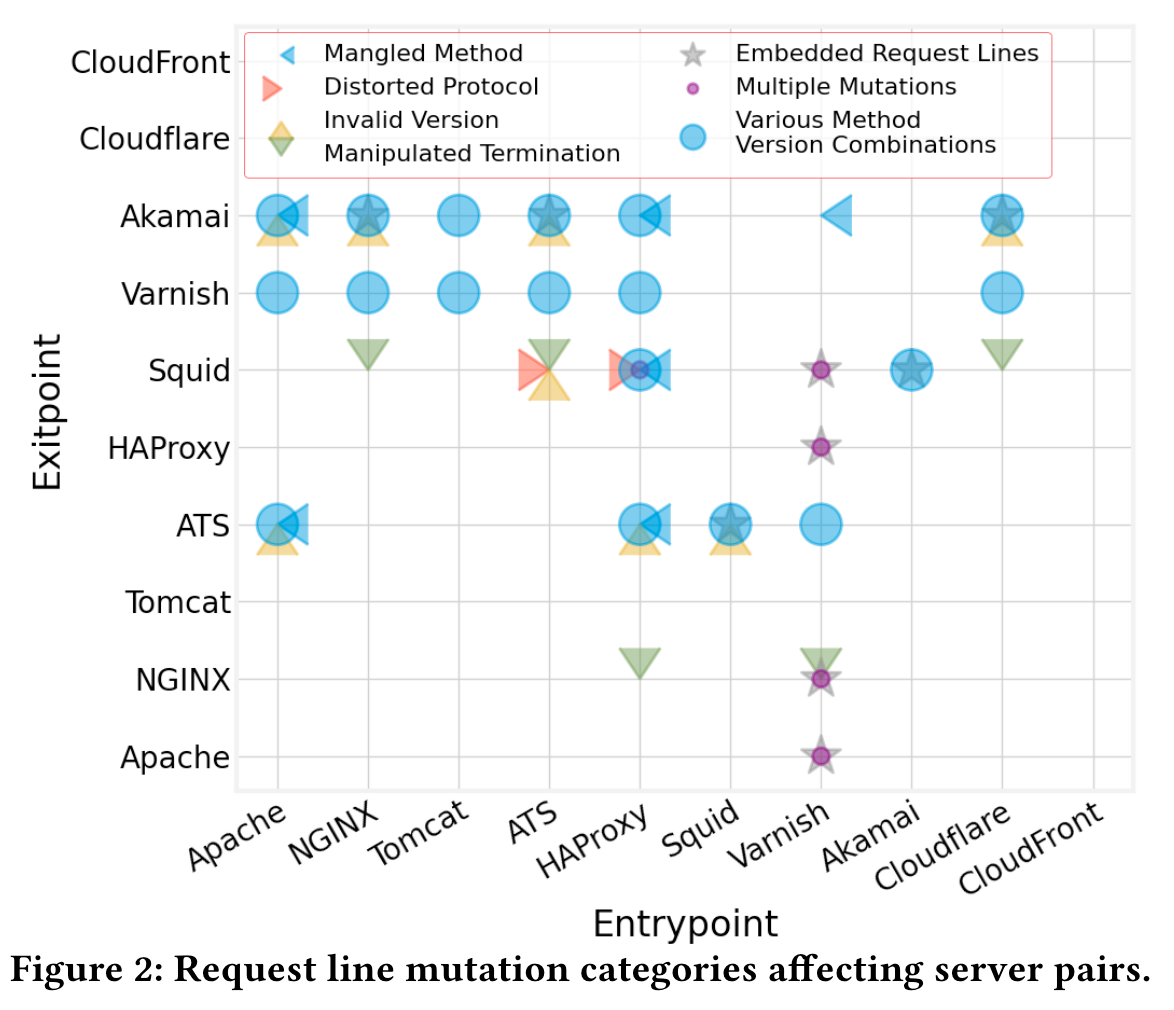 CloudFront
Cloudflare
Akamai
Varnish
Squid
HAProxy
ATS
Tomcat
NGINX
Apache
Exitpoint
Mangled Method
Distorted Protocol
Invalid Version
Manipulated Termination
Embedded Request Lines
Multiple Mutations
Various Method
Version Combinations
Apache
NGINX
Tomcat
ATS
HAProxy
Squid
Varnish
Akamai
Cloudflare
CloudFront
Entrypoint
Figure 2: Request line mutation categories affecting server pairs.